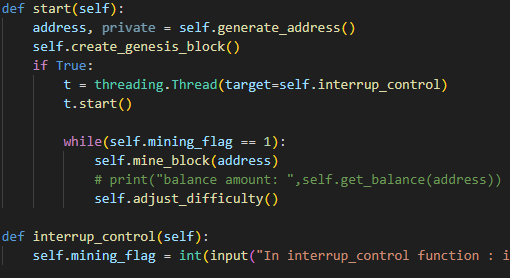 def start(self):
    address, private = self.generate_address()
    self.create_genesis_block()
    if True:
        t = threading.Thread(target=self.interrup_control)
        t.start()

        while(self.mining_flag == 1):
            self.mine_block(address)
            # print("balance amount: ",self.get_balance(address))
            self.adjust_difficulty()

def interrup_control(self):
    self.mining_flag = int(input("In interrup_control function : i